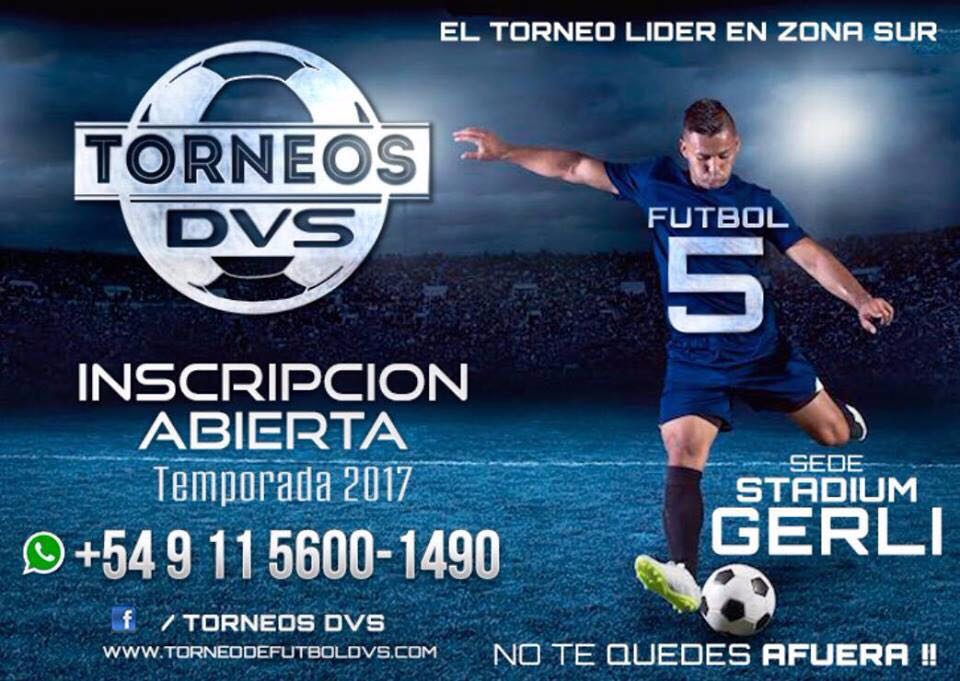 EL TORNEO LIDER EN ZONA SUR
TORNEOS
DVS
FUTBOL
5
INSCRIPCION
ABIERTA
Temporada 2017
+54 9 11 5600-1490
f / TORNEOS DVS
WWW.TORNEODEFUTBOLDVS.COM
SEDE
STADIUM
GERLI
NO TE QUEDES AFUERA !!